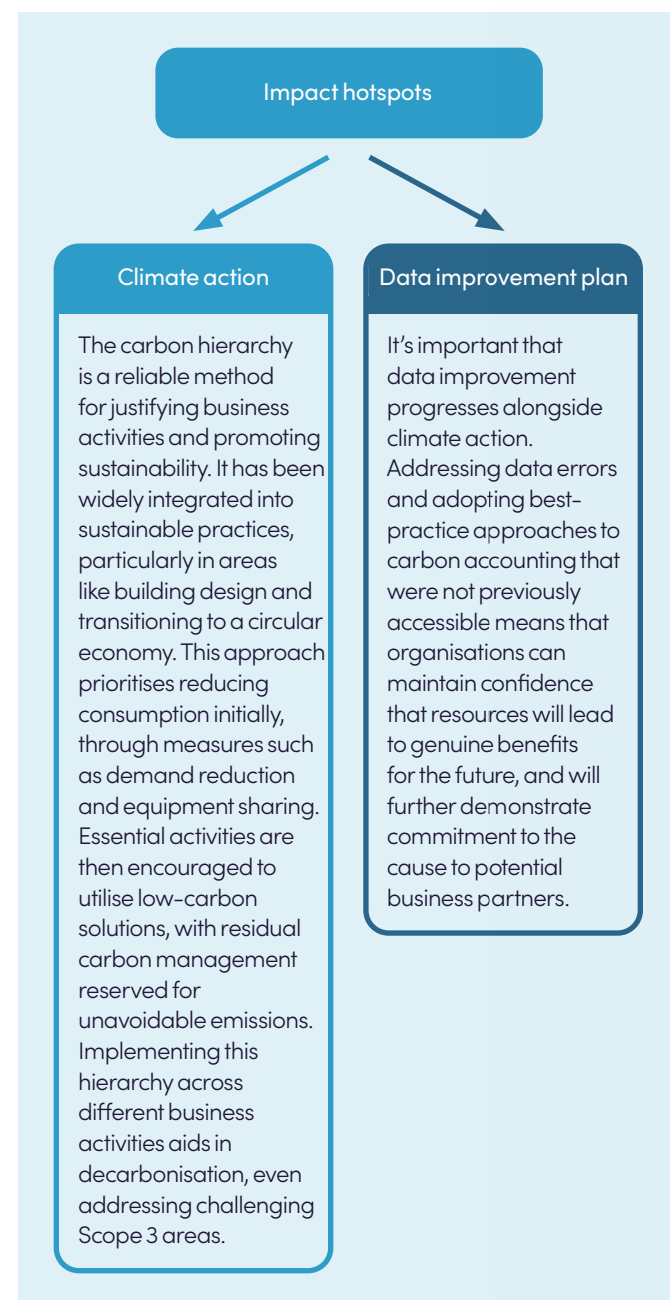 Impact hotspots
Climate action
The carbon hierarchy
is a reliable method
for justifying business
activities and promoting
sustainability. It has been
widely integrated into
sustainable practices,
particularly in areas
like building design and
transitioning to a circular
economy. This approach
prioritises reducing
consumption initially,
through measures such
as demand reduction
and equipment sharing.
Essential activities are
then encouraged to
utilise low-carbon
solutions, with residual
carbon management
reserved for
unavoidable emissions.
Implementing this
hierarchy across
different business
activities aids in
decarbonisation, even
addressing challenging
Scope 3 areas.
Data improvement plan
It's important that
data improvement
progresses alongside
climate action.
Addressing data errors
and adopting best-
practice approaches to
carbon accounting that
were not previously
accessible means that
organisations can
maintain confidence
that resources will lead
to genuine benefits
for the future, and will
further demonstrate
commitment to the
cause to potential
business partners.